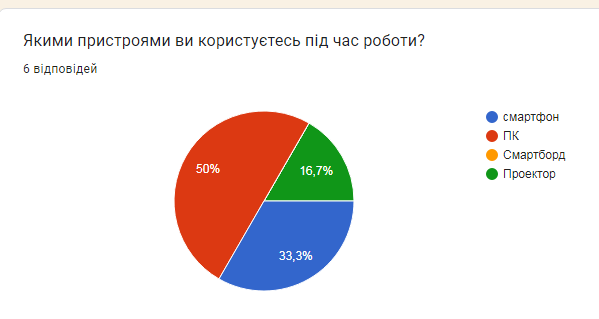 Якими пристроями ви користуєтесь під час роботи?
6 відповідей
смартфон
ПК
Смартборд
Проектор
50%
16,7%
33,3%